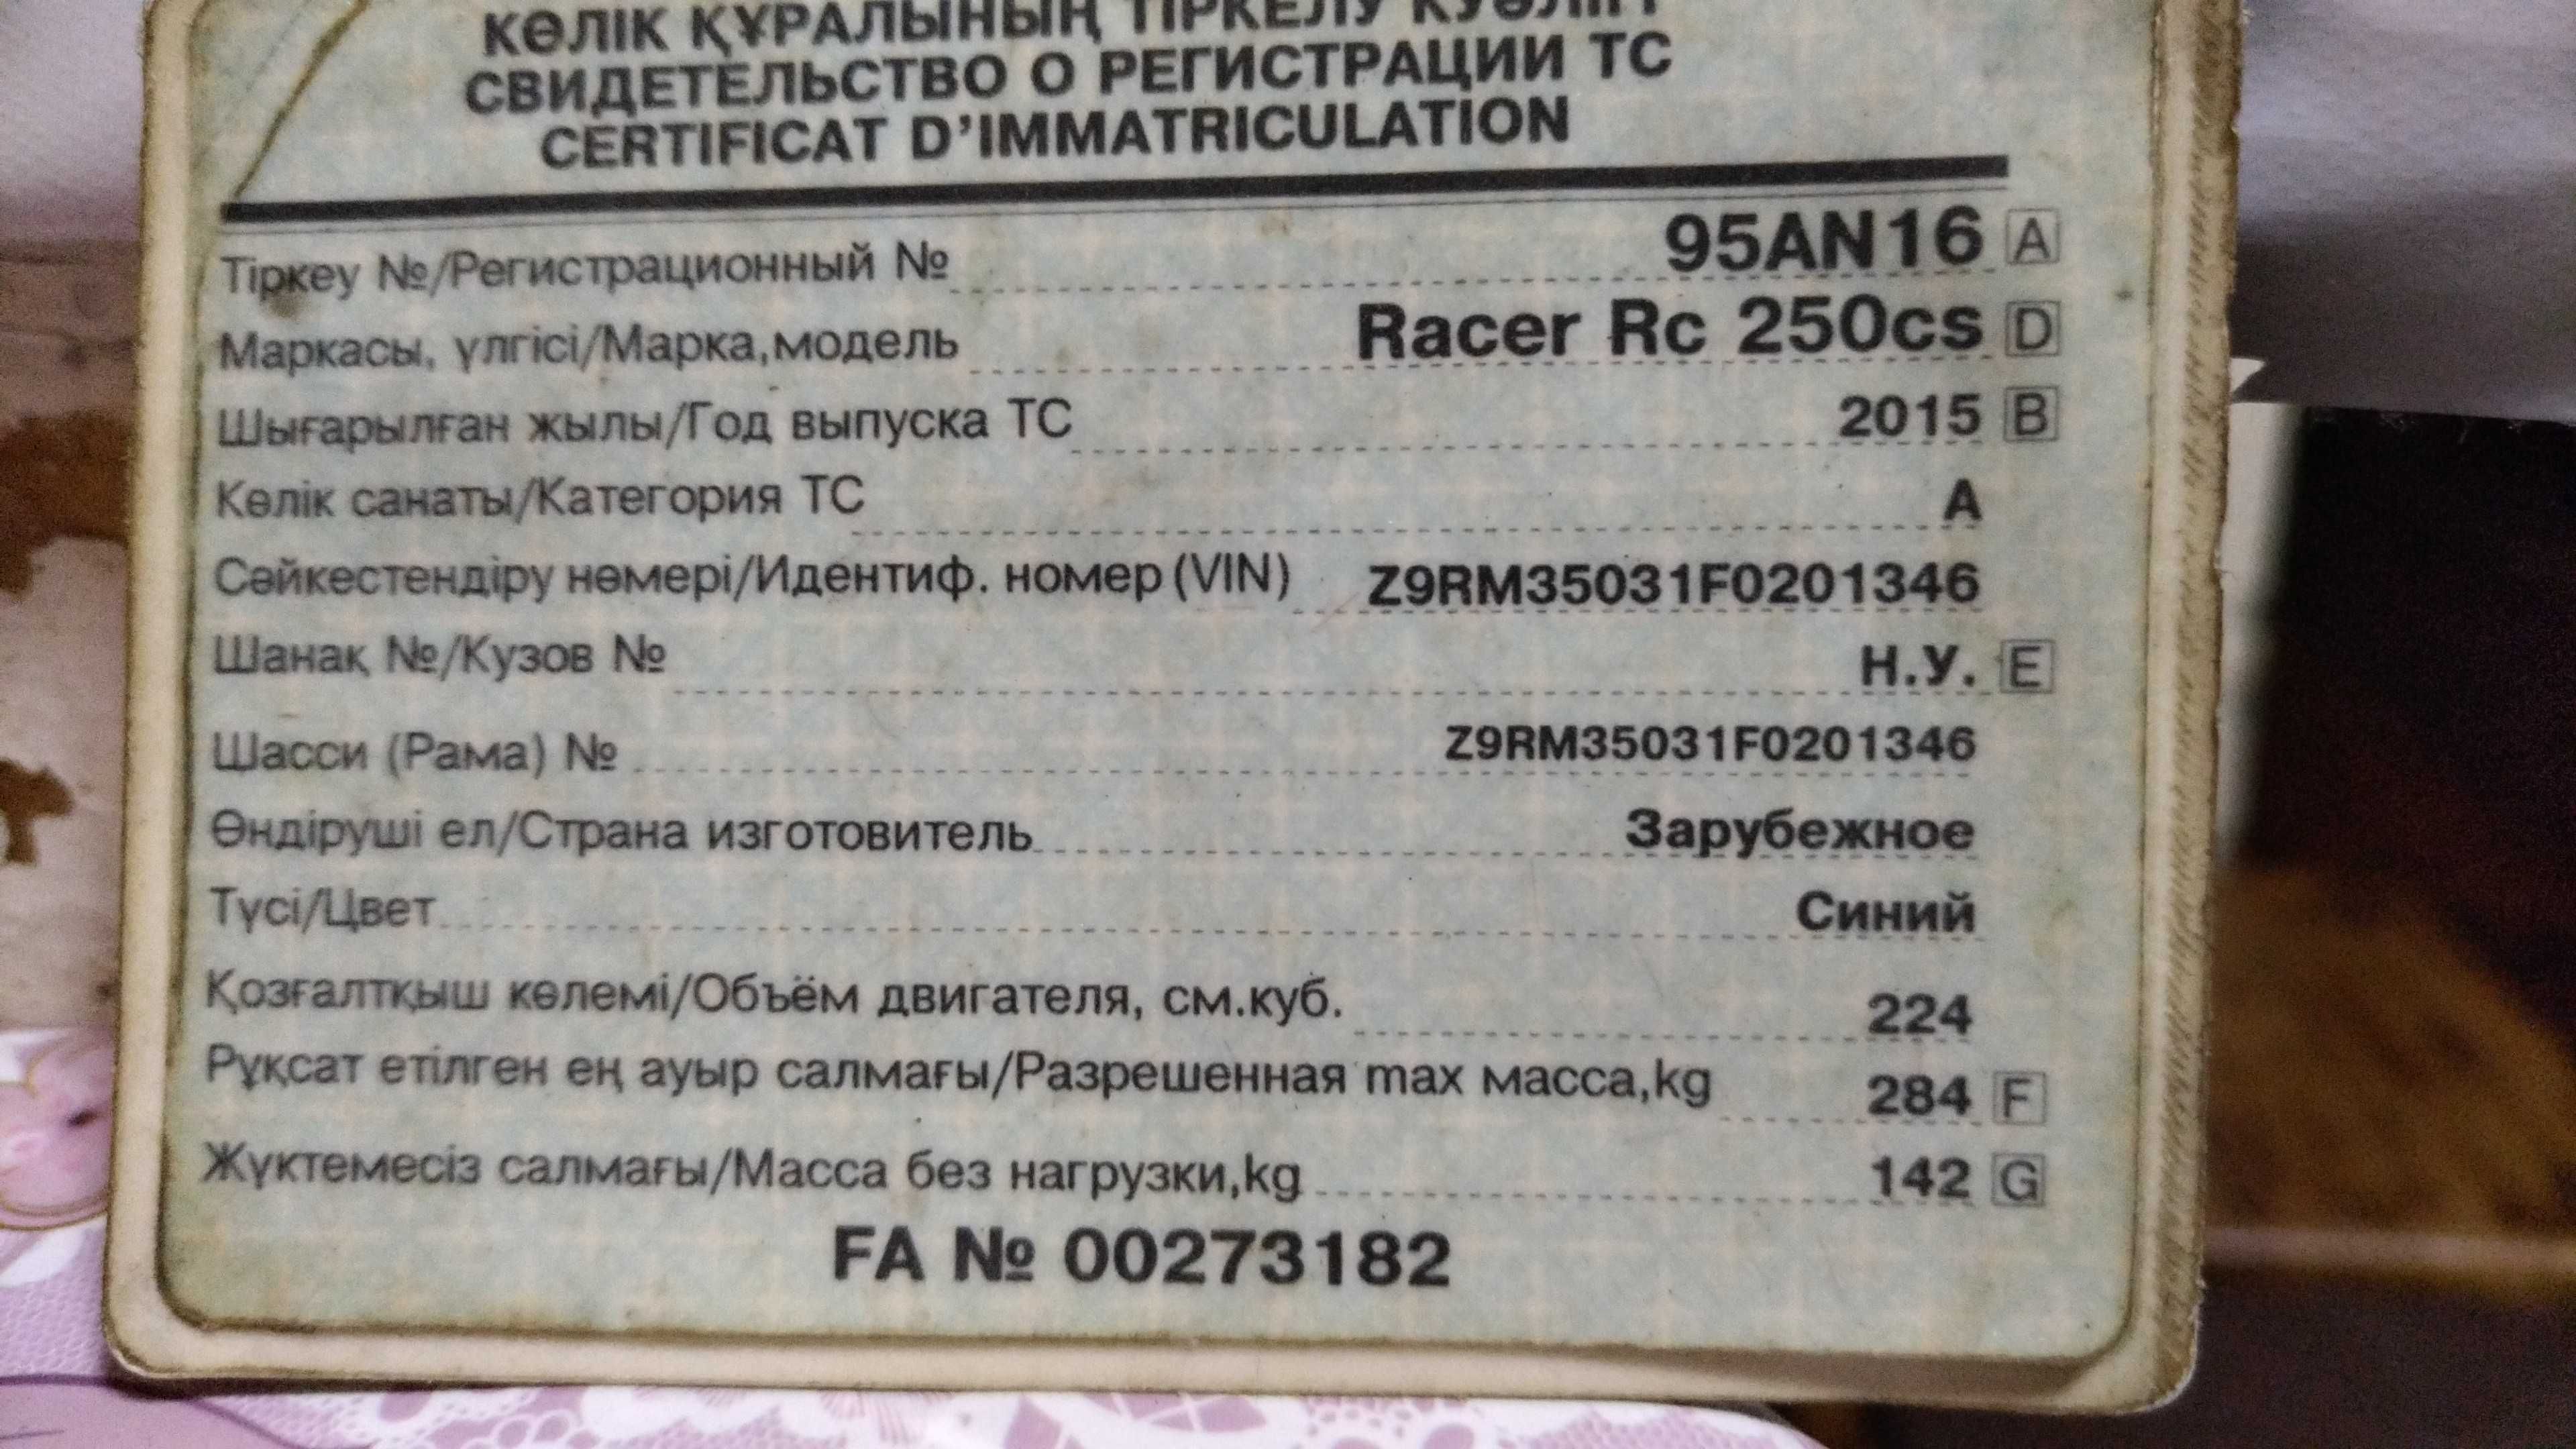 КӨЛІК ҚҰРАЛЫНЫҢ ТІРКЕЛУ КУӘЛІГІ
СВИДЕТЕЛЬСТВО О РЕГИСТРАЦИИ ТС
CERTIFICAT D'IMMATRICULATION
Тіркеу №/Регистрационный № 95AN16 A
Маркасы, үлгісі/Марка,модель Racer Rc 250cs D
Шығарылған жылы/Год выпуска ТС 2015 B
Көлік санаты/Категория ТС A
Сәйкестендіру нөмері/Идентиф. номер (VIN) Z9RM35031F0201346
Шанақ №/Кузов № Н.У. E
Шасси (Рама) № Z9RM35031F0201346
Өндіруші ел/Страна изготовитель Зарубежное
Түсі/Цвет Синий
Қозғалтқыш көлемі/Объём двигателя, см.куб. 224
Рұқсат етілген ең ауыр салмағы/Разрешенная max масса,kg 284 F
Жүктемесіз салмағы/Масса без нагрузки,kg 142 G
FA № 00273182